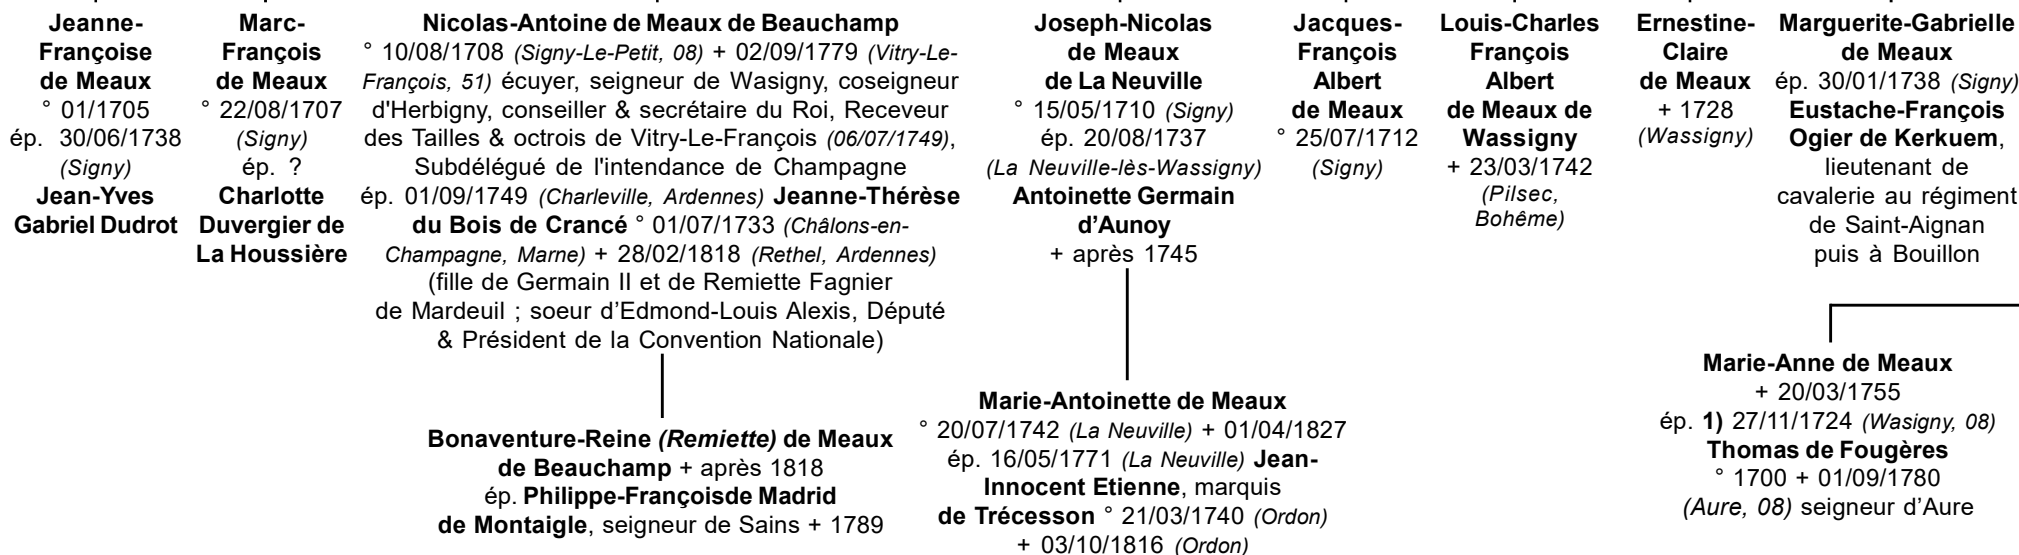 Jeanne-
Françoise
de Meaux
° 01/1705
ép. 30/06/1738
(Signy)
Jean-Yves
Gabriel Dudrot
Marc-
François
de Meaux
° 22/08/1707
(Signy)
ép. ?
Charlotte
Duvergier de
La Houssière
Nicolas-Antoine de Meaux de Beauchamp
° 10/08/1708 (Signy-Le-Petit, 08) + 02/09/1779 (Vitry-Le-
François, 51) écuyer, seigneur de Wasigny, coseigneur
d'Herbigny, conseiller & secrétaire du Roi, Receveur
des Tailles & octrois de Vitry-Le-François (06/07/1749),
Subdélégué de l'intendance de Champagne
ép. 01/09/1749 (Charleville, Ardennes) Jeanne-Thérèse
du Bois de Crancé ° 01/07/1733 (Châlons-en-
Champagne, Marne) + 28/02/1818 (Rethel, Ardennes)
(fille de Germain II et de Remiette Fagnier
de Mardeuil ; soeur d'Edmond-Louis Alexis, Député
& Président de la Convention Nationale)
Joseph-Nicolas
de Meaux
de La Neuville
° 15/05/1710 (Signy)
ép. 20/08/1737
(La Neuville-lès-Wassigny)
Antoinette Germain
d’Aunoy
+ après 1745
Jacques-
François
Albert
de Meaux
° 25/07/1712
(Signy)
Louis-Charles
François
Albert
de Meaux de
Wassigny
+ 23/03/1742
(Pilsec,
Bohême)
Ernestine-
Claire
de Meaux
+ 1728
(Wassigny)
Marguerite-Gabrielle
de Meaux
ép. 30/01/1738 (Signy)
Eustache-François
Ogier de Kerkuem,
lieutenant de
cavalerie au régiment
de Saint-Aignan
puis à Bouillon
Bonaventure-Reine (Remiette) de Meaux
de Beauchamp + après 1818
ép. Philippe-Françoisde Madrid
de Montaigle, seigneur de Sains + 1789
Marie-Antoinette de Meaux
° 20/07/1742 (La Neuville) + 01/04/1827
ép. 16/05/1771 (La Neuville) Jean-
Innocent Etienne, marquis
de Trécesson ° 21/03/1740 (Ordon)
+ 03/10/1816 (Ordon)
Marie-Anne de Meaux
+ 20/03/1755
ép. 1) 27/11/1724 (Wasigny, 08)
Thomas de Fougères
° 1700 + 01/09/1780
(Aure, 08) seigneur d’Aure